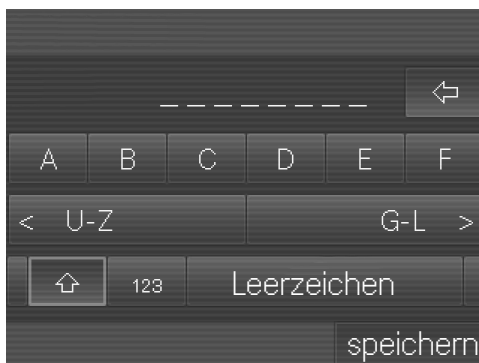 _ _ _ _ _ _ _ _
A B C D E F
< U-Z G-L >
123 Leerzeichen
speichern